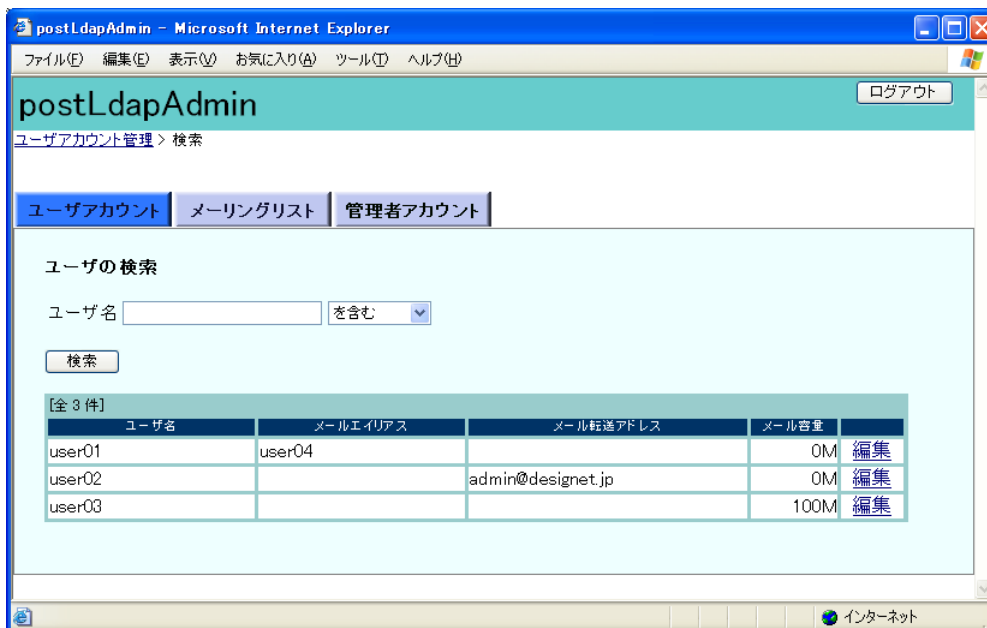 postLdapAdmin - Microsoft Internet Explorer
ファイル(F) 編集(E) 表示(V) お気に入り(A) ツール(T) ヘルプ(H)
postLdapAdmin ログアウト
ユーザアカウント管理 > 検索
ユーザアカウント メーリングリスト 管理者アカウント
ユーザの検索
ユーザ名 を含む
検索
[全 3 件]
ユーザ名 メールエイリアス メール転送アドレス メール容量
user01 user04 0M 編集
user02 admin@designet.jp 0M 編集
user03 100M 編集
インターネット